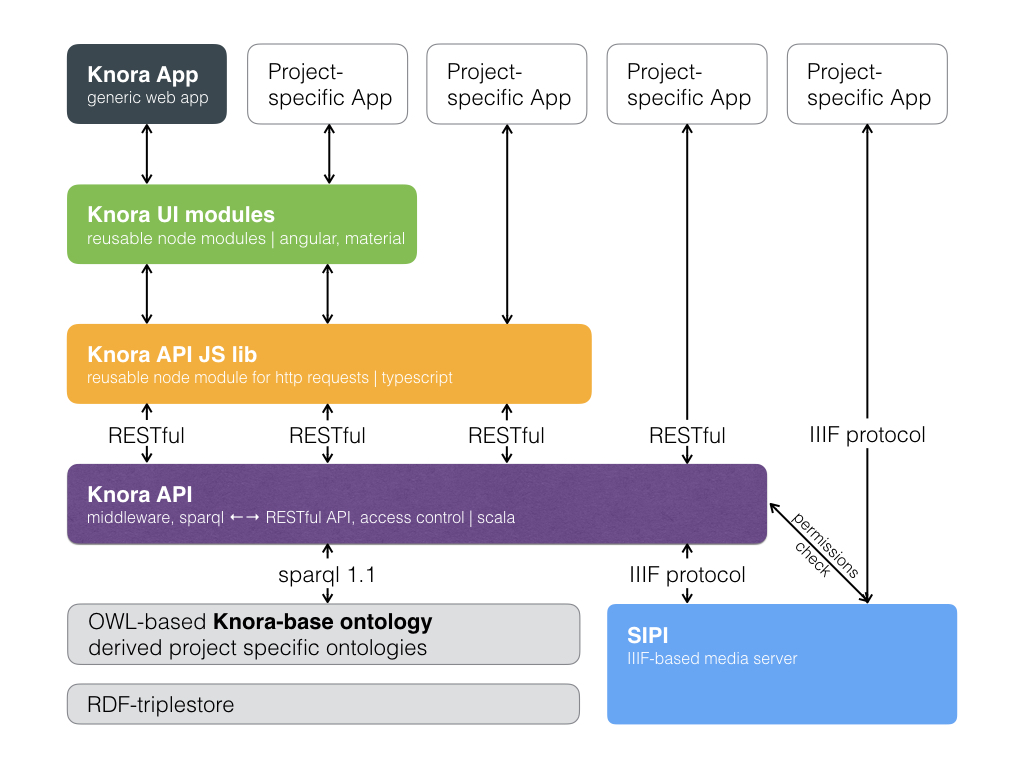 Knora App
generic web app
Project-
specific App
Project-
specific App
Project-
specific App
Project-
specific App
Knora UI modules
reusable node modules | angular, material
Knora API JS lib
reusable node module for http requests | typescript
RESTful
RESTful
RESTful
RESTful
IIIF protocol
Knora API
middleware, sparql ←→ RESTful API, access control | scala
permissions
check
sparql 1.1
IIIF protocol
OWL-based Knora-base ontology
derived project specific ontologies
SIPI
IIIF-based media server
RDF-triplestore